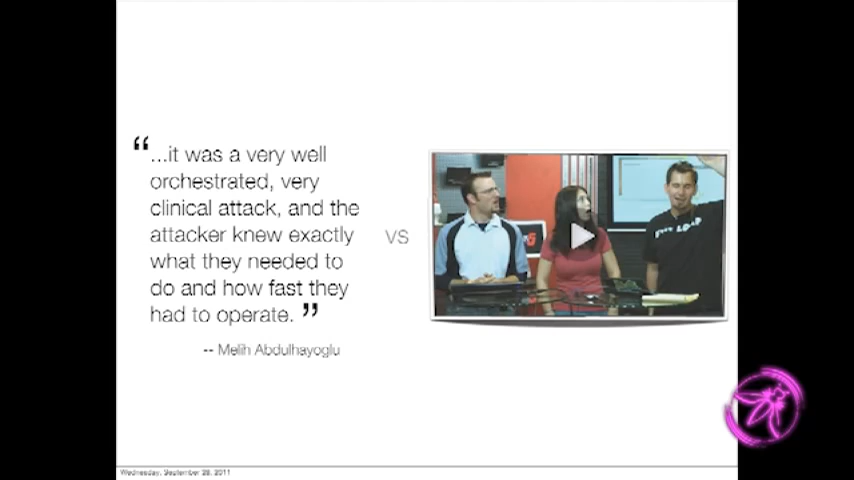 “...it was a very well
orchestrated, very
clinical attack, and the
attacker knew exactly
what they needed to
do and how fast they
had to operate.”
-- Melih Abdulhayoglu
vs
Wednesday, September 28, 2011